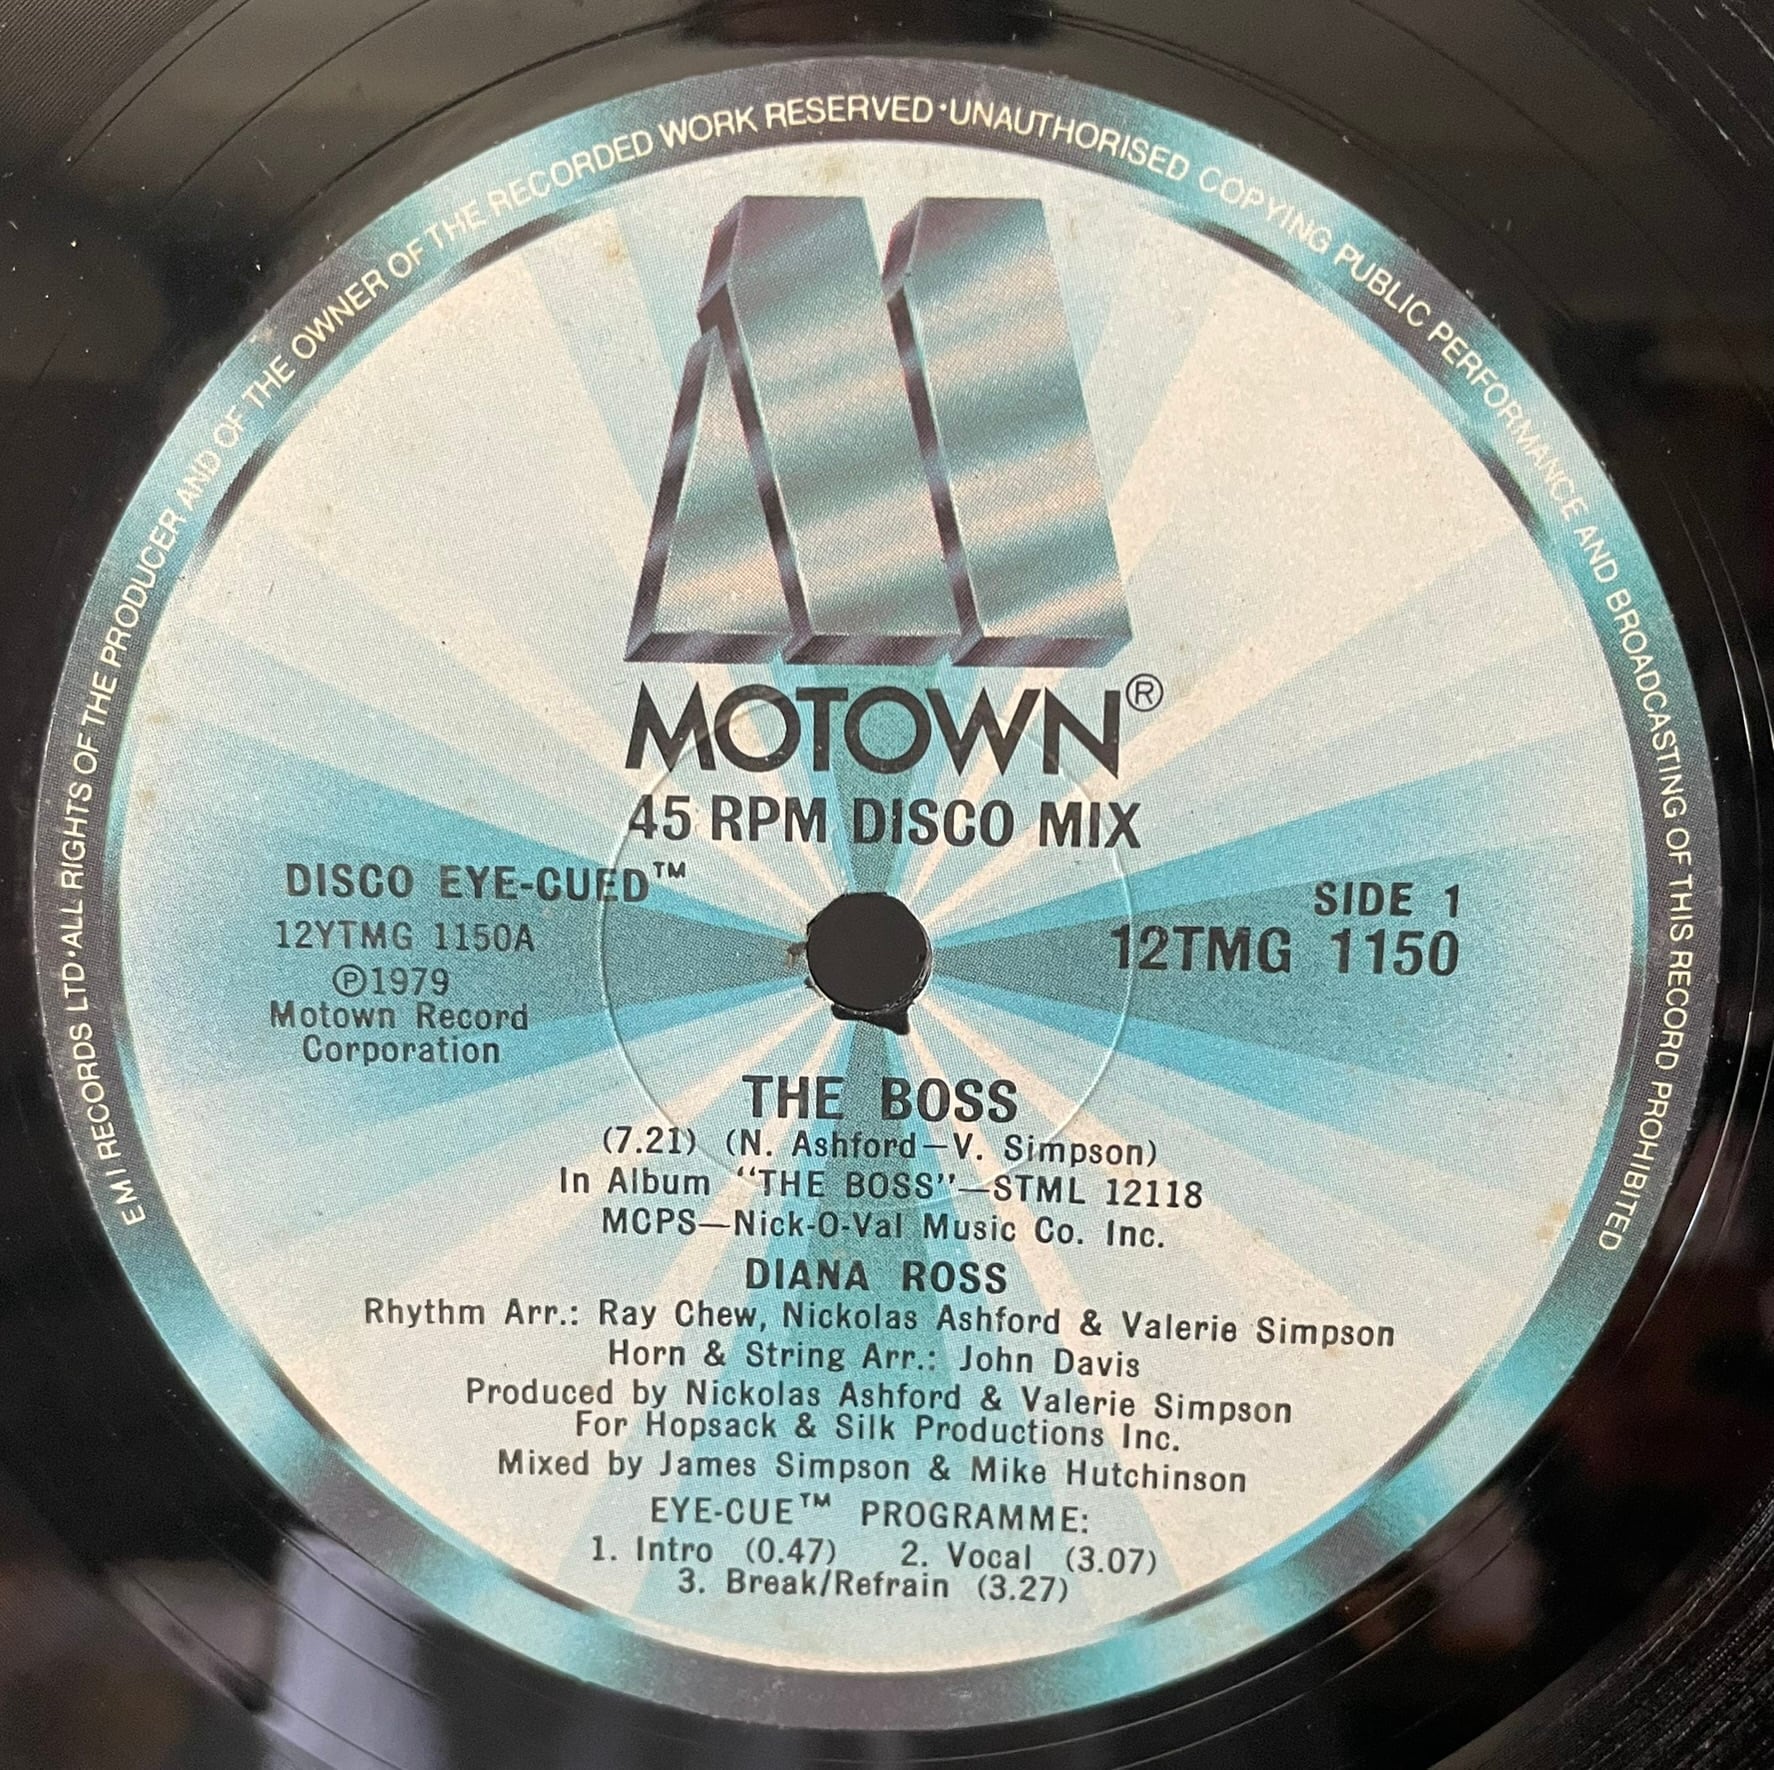 E M I RECORDS LTD·ALL RIGHTS OF THE PRODUCER AND OF THE OWNER OF THE RECORDED WORK RESERVED·UNAUTHORISED COPYING PUBLIC PERFORMANCE AND BROADCASTING OF THIS RECORD PROHIBITED
MOTOWN®
45 RPM DISCO MIX
DISCO EYE-CUED™
12YTMG 1150A
℗1979
Motown Record
Corporation
SIDE 1
12TMG 1150
THE BOSS
(7.21) (N. Ashford—V. Simpson)
In Album "THE BOSS"—STML 12118
MCPS—Nick-O-Val Music Co. Inc.
DIANA ROSS
Rhythm Arr.: Ray Chew, Nickolas Ashford & Valerie Simpson
Horn & String Arr.: John Davis
Produced by Nickolas Ashford & Valerie Simpson
For Hopsack & Silk Productions Inc.
Mixed by James Simpson & Mike Hutchinson
EYE-CUE™ PROGRAMME:
1. Intro (0.47) 2. Vocal (3.07)
3. Break/Refrain (3.27)